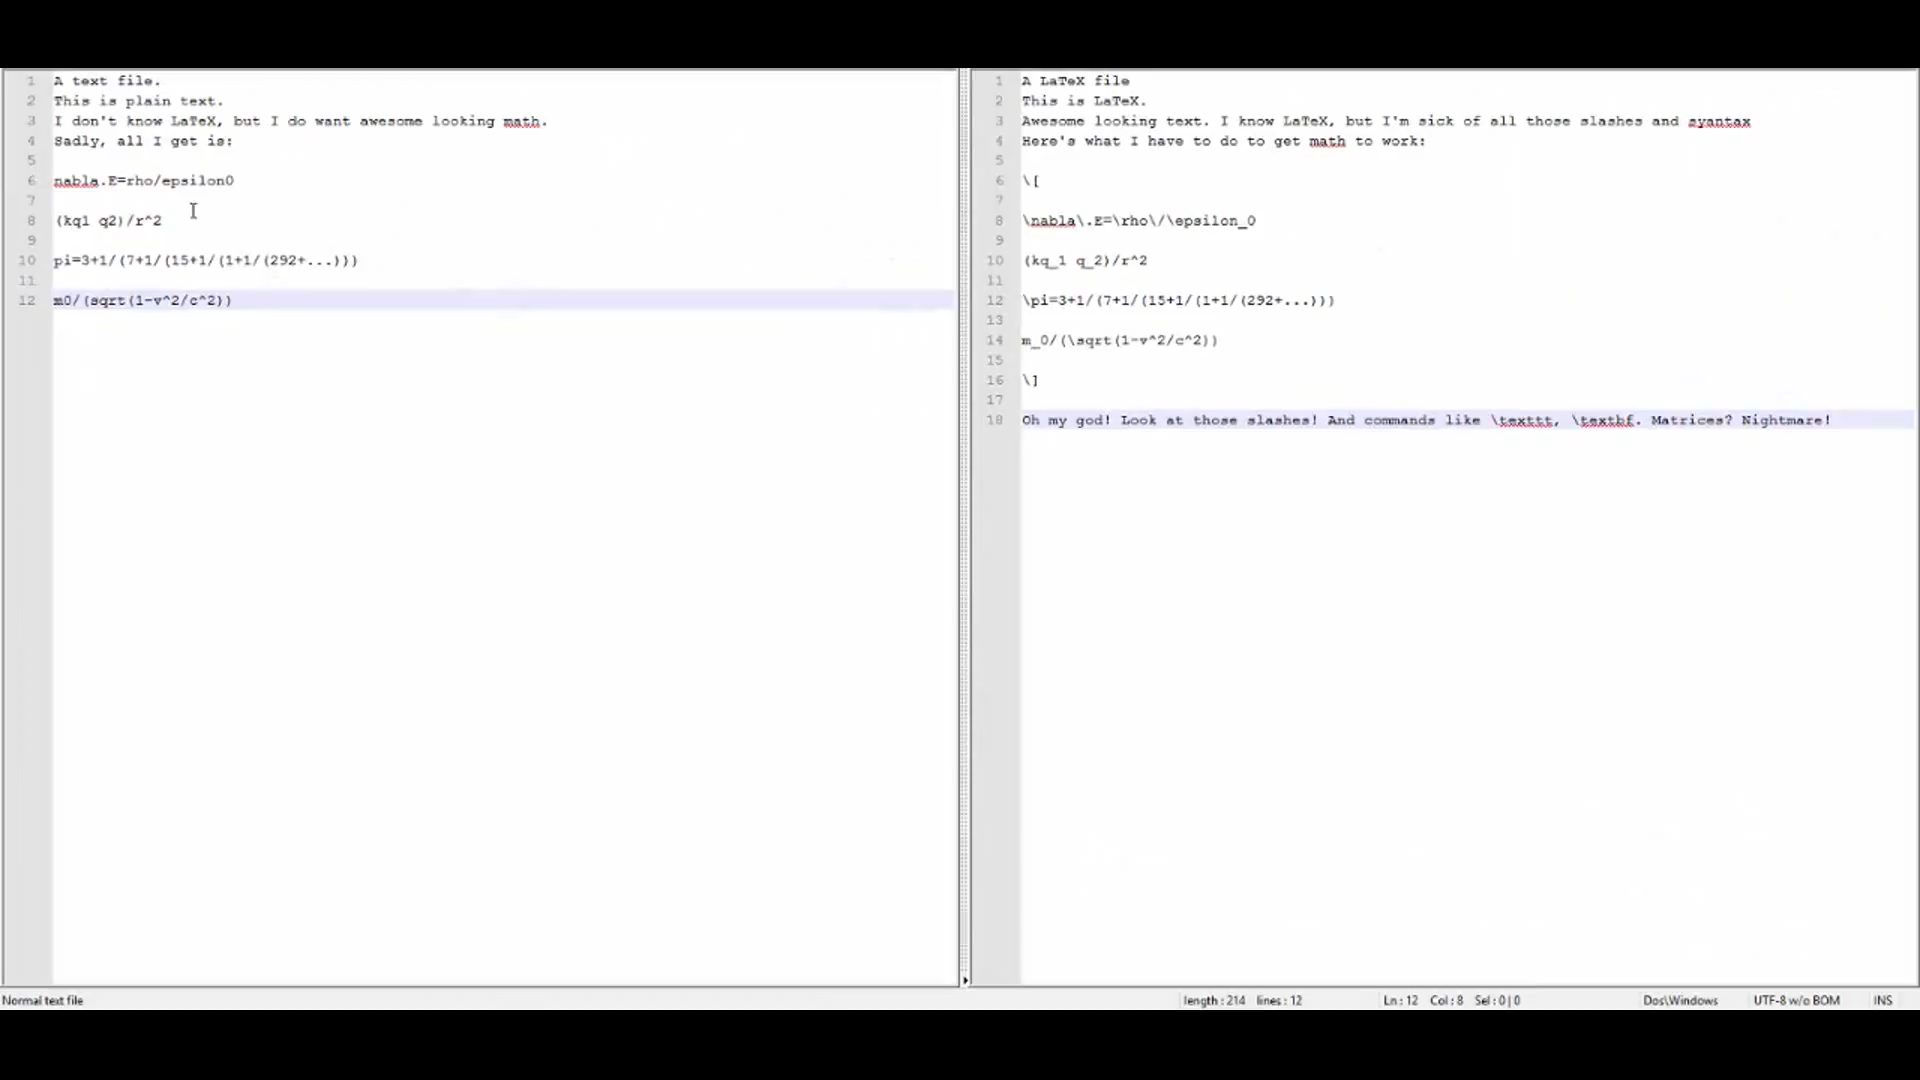 1 A text file.
2 This is plain text.
3 I don't know LaTeX, but I do want awesome looking math.
4 Sadly, all I get is:
5
6 nabla.E=rho/epsilon0
7
8 (kq1 q2)/r^2
9
10 pi=3+1/(7+1/(15+1/(1+1/(292+...)))
11
12 m0/(sqrt(1-v^2/c^2))
1 A LaTeX file
2 This is LaTeX.
3 Awesome looking text. I know LaTeX, but I'm sick of all those slashes and syantax
4 Here's what I have to do to get math to work:
5
6 \[
7
8 \nabla\.E=\rho\/\epsilon_0
9
10 (kq_1 q_2)/r^2
11
12 \pi=3+1/(7+1/(15+1/(1+1/(292+...)))
13
14 m_0/(\sqrt(1-v^2/c^2))
15
16 \]
17
18 Oh my god! Look at those slashes! And commands like \texttt, \textbf. Matrices? Nightmare!
Normal text file length : 214 lines : 12 Ln : 12 Col : 8 Sel : 0 | 0 Dos\Windows UTF-8 w/o BOM INS